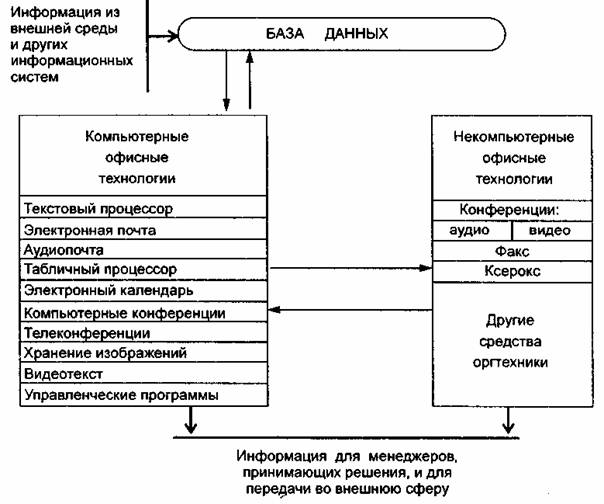 Информация из
внешней среды
и других
информационных
систем
БАЗА ДАННЫХ
Компьютерные
офисные
технологии
Текстовый процессор
Электронная почта
Аудиопочта
Табличный процессор
Электронный календарь
Компьютерные конференции
Телеконференции
Хранение изображений
Видеотекст
Управленческие программы
Некомпьютерные
офисные
технологии
Конференции:
аудио видео
Факс
Ксерокс
Другие
средства
оргтехники
Информация для менеджеров,
принимающих решения, и для
передачи во внешнюю сферу